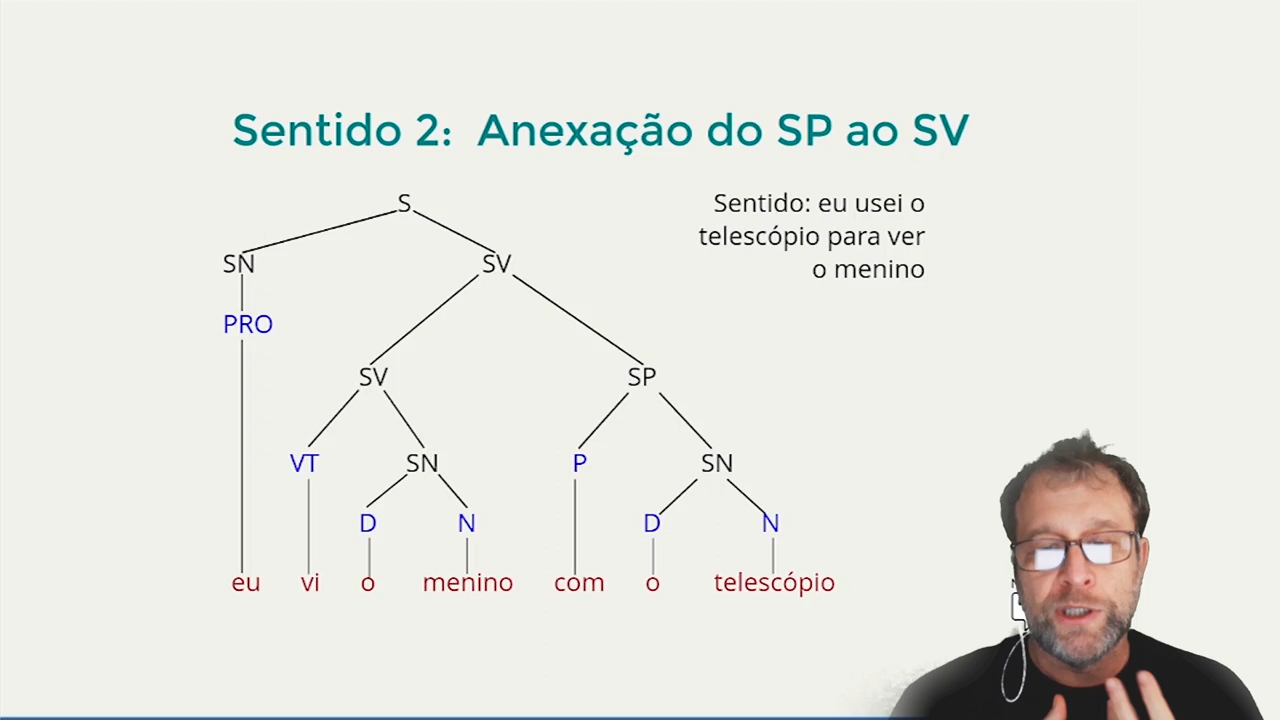 Sentido 2: Anexação do SP ao SV
S
Sentido: eu usei o
telescópio para ver
o menino
SN SV
PRO
SV SP
VT SN P SN
D N D N
eu vi o menino com o telescópio